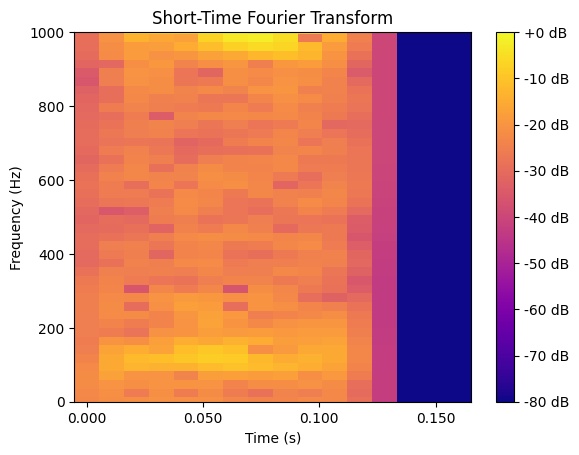 Short-Time Fourier Transform
Frequency (Hz)
1000
800
600
400
200
0
0.000
0.050
0.100
0.150
Time (s)
+0 dB
-10 dB
-20 dB
-30 dB
-40 dB
-50 dB
-60 dB
-70 dB
-80 dB